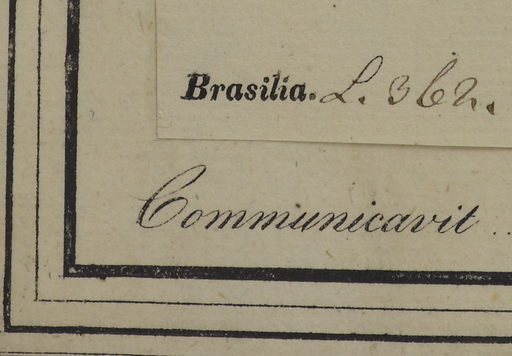 Brasilia. L. 362.
Communicavit ..